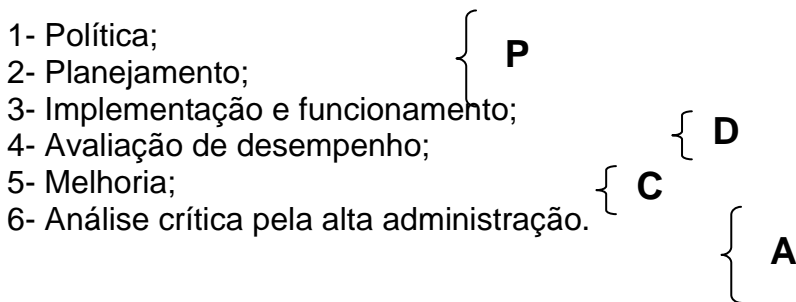 1- Política;
P
2- Planejamento;
3- Implementação e funcionamento;
D
4- Avaliação de desempenho;
5- Melhoria;
C
6- Análise crítica pela alta administração.
A